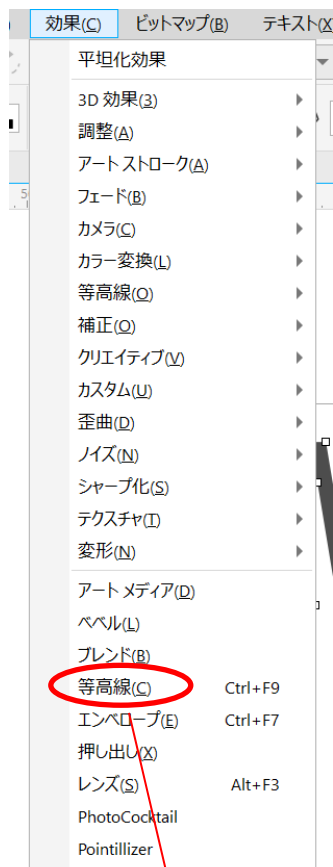 効果(C) ビットマップ(B) テキスト(X
平坦化効果
3D 効果(3)
調整(A)
アート ストローク(A)
フェード(B)
カメラ(C)
カラー変換(L)
等高線(O)
補正(O)
クリエイティブ(V)
カスタム(U)
歪曲(D)
ノイズ(N)
シャープ化(S)
テクスチャ(T)
変形(N)
アート メディア(D)
ベベル(L)
ブレンド(B)
等高線(C) Ctrl+F9
エンベロープ(E) Ctrl+F7
押し出し(X)
レンズ(S) Alt+F3
PhotoCocktail
Pointillizer